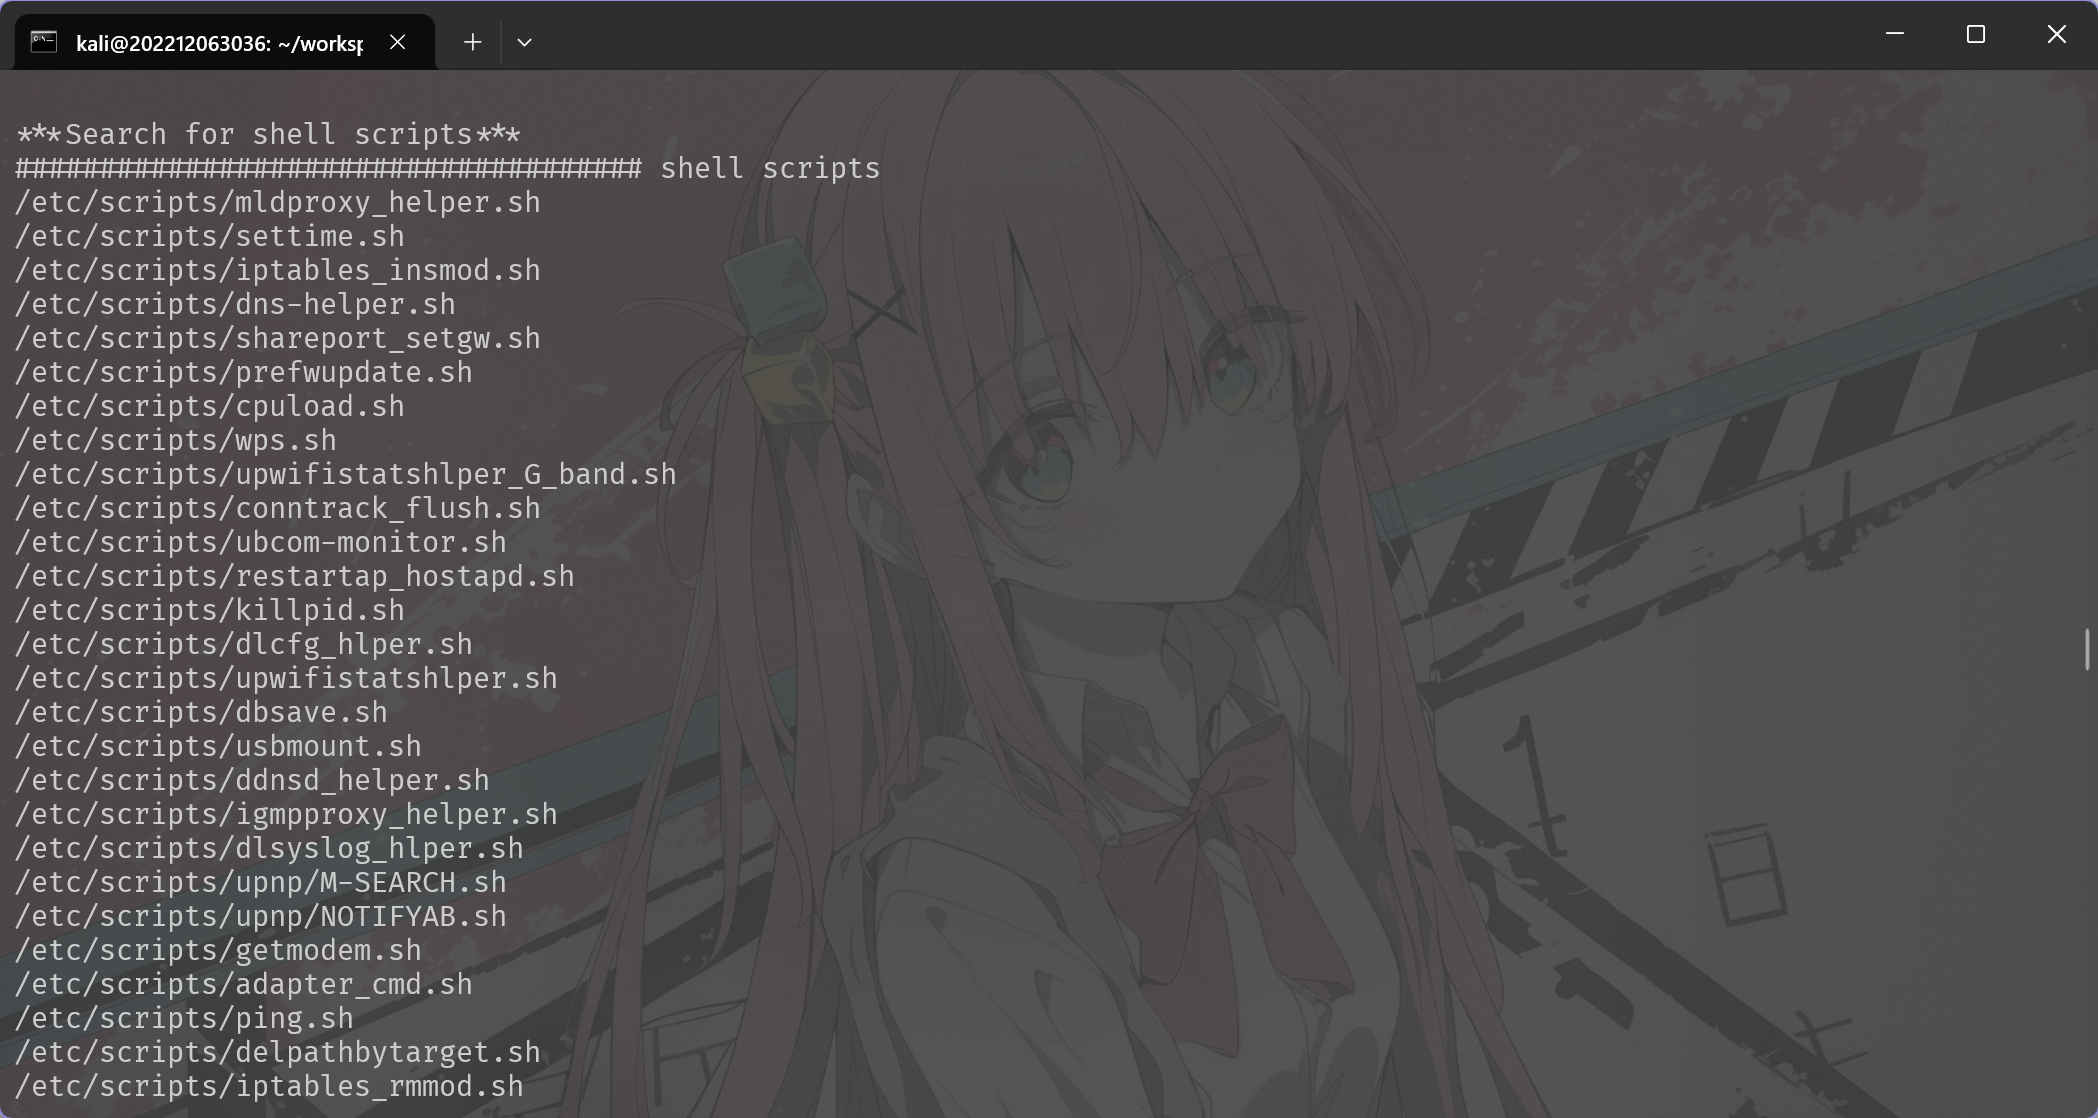 kali@202212063036: ~/worksp
***Search for shell scripts***
##################################### shell scripts
/etc/scripts/mldproxy_helper.sh
/etc/scripts/settime.sh
/etc/scripts/iptables_insmod.sh
/etc/scripts/dns-helper.sh
/etc/scripts/shareport_setgw.sh
/etc/scripts/prefwupdate.sh
/etc/scripts/cpuload.sh
/etc/scripts/wps.sh
/etc/scripts/upwifistatshlper_G_band.sh
/etc/scripts/conntrack_flush.sh
/etc/scripts/ubcom-monitor.sh
/etc/scripts/restartap_hostapd.sh
/etc/scripts/killpid.sh
/etc/scripts/dlcfg_hlper.sh
/etc/scripts/upwifistatshlper.sh
/etc/scripts/dbsave.sh
/etc/scripts/usbmount.sh
/etc/scripts/ddnsd_helper.sh
/etc/scripts/igmpproxy_helper.sh
/etc/scripts/dlsyslog_hlper.sh
/etc/scripts/upnp/M-SEARCH.sh
/etc/scripts/upnp/NOTIFYAB.sh
/etc/scripts/getmodem.sh
/etc/scripts/adapter_cmd.sh
/etc/scripts/ping.sh
/etc/scripts/delpathbytarget.sh
/etc/scripts/iptables_rmmod.sh